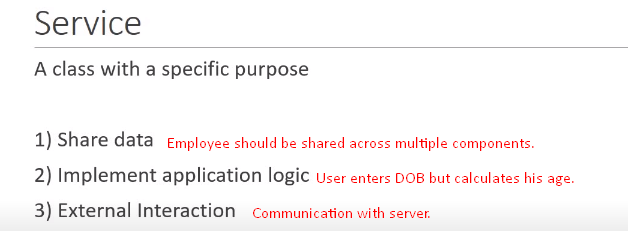 Service
A class with a specific purpose
1) Share data Employee should be shared across multiple components.
2) Implement application logic User enters DOB but calculates his age.
3) External Interaction Communication with server.